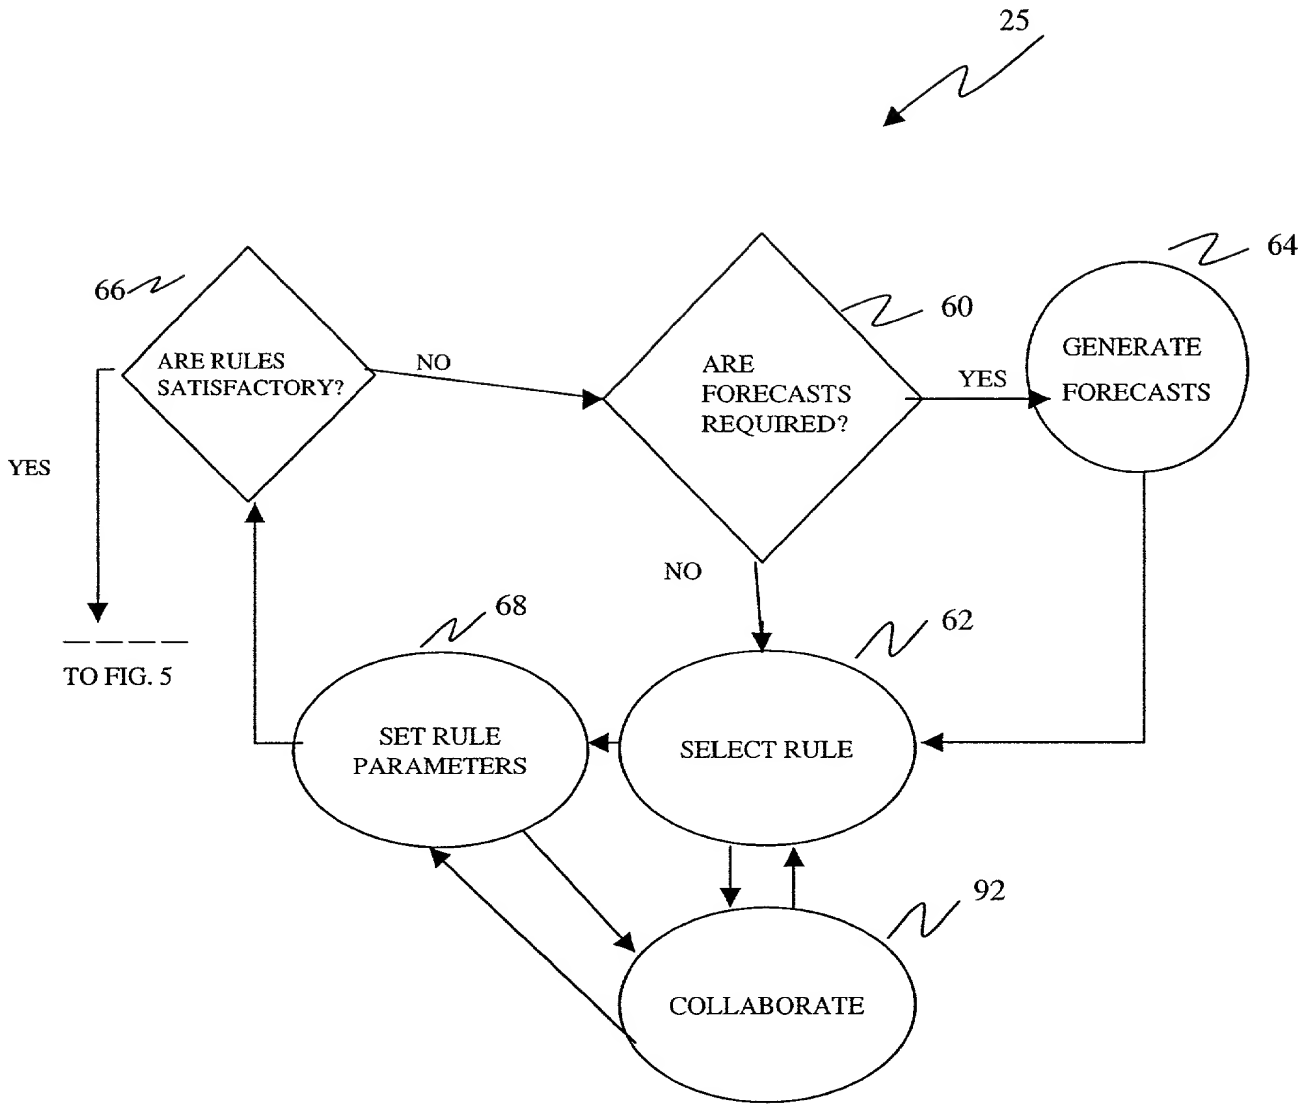 25
64
66
60
ARE RULES
SATISFACTORY?
NO
ARE
FORECASTS
REQUIRED?
YES
GENERATE
FORECASTS
YES
NO
68
62
TO FIG. 5
SET RULE
PARAMETERS
SELECT RULE
92
COLLABORATE